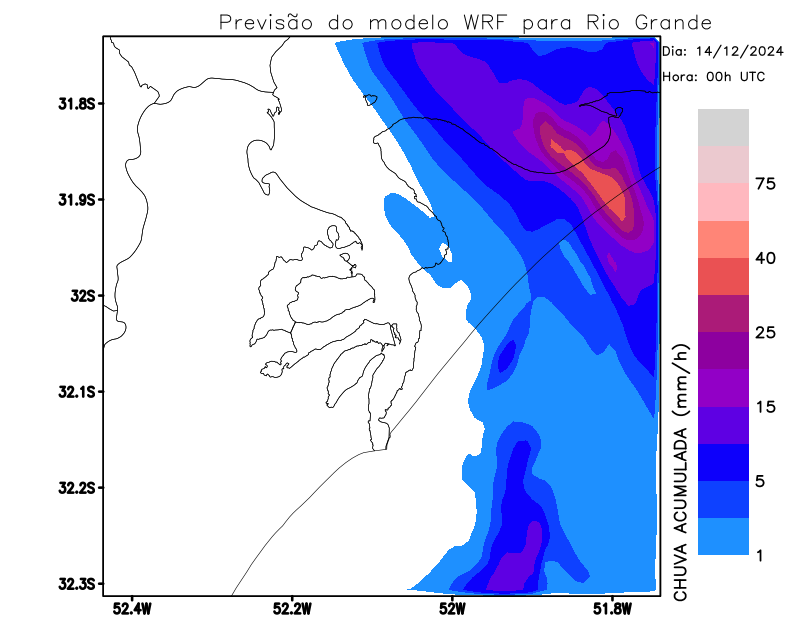 Previsão do modelo WRF para Rio Grande
Dia: 14/12/2024
Hora: 00h UTC
31.8S
31.9S
32S
32.1S
32.2S
32.3S
52.4W
52.2W
52W
51.8W
75
40
25
15
5
1
CHUVA ACUMULADA (mm/h)